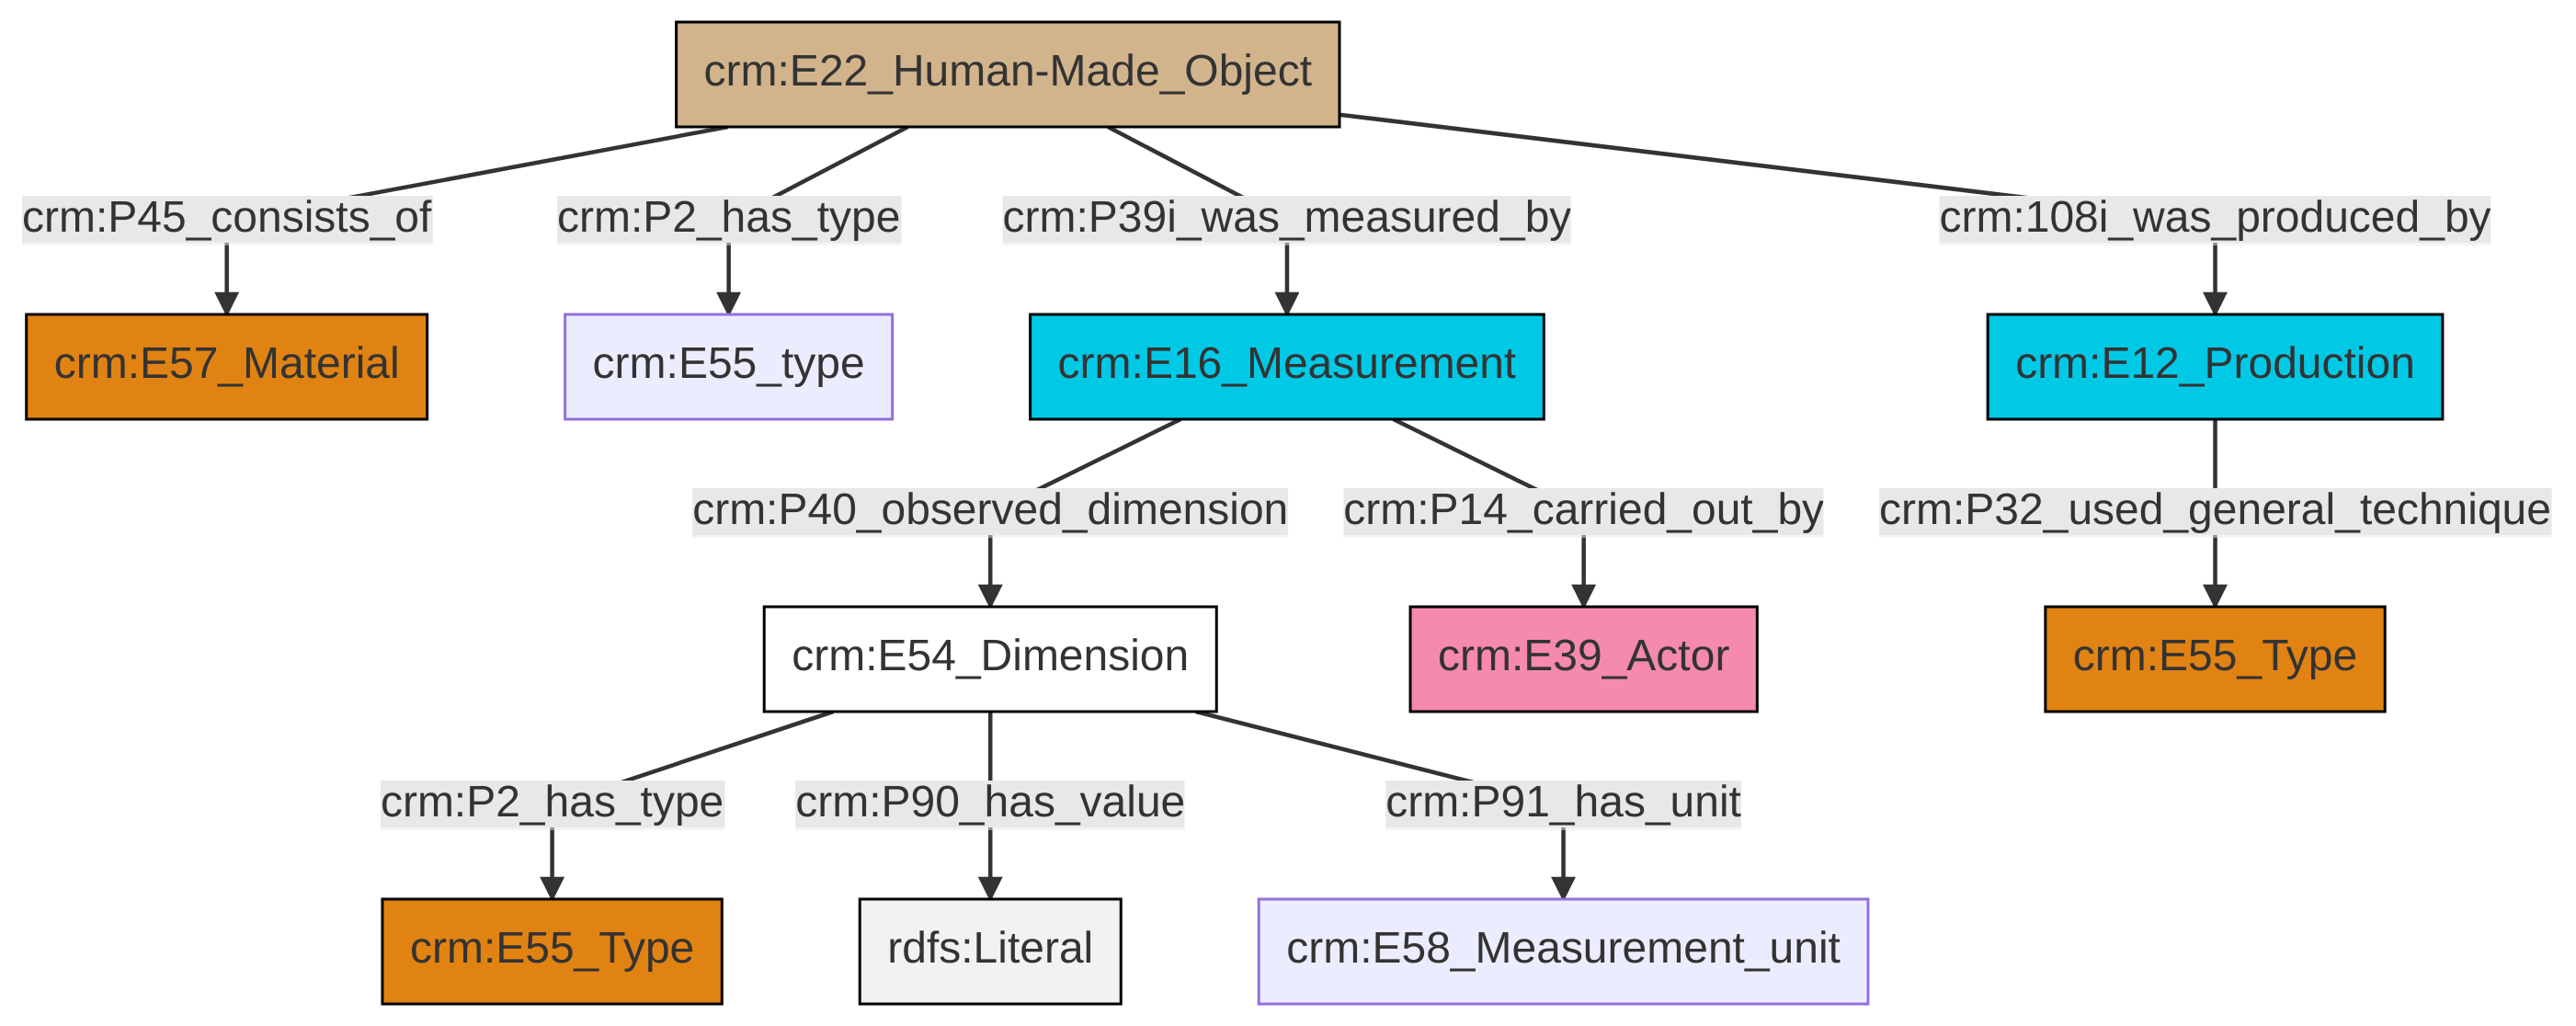 crm:E22_Human-Made_Object
crm:P45_consists_of
crm:P2_has_type
crm:P39i_was_measured_by
crm:108i_was_produced_by
crm:E57_Material
crm:E55_type
crm:E16_Measurement
crm:E12_Production
crm:P40_observed_dimension
crm:P14_carried_out_by
crm:P32_used_general_technique
crm:E54_Dimension
crm:E39_Actor
crm:E55_Type
crm:P2_has_type
crm:P90_has_value
crm:P91_has_unit
crm:E55_Type
rdfs:Literal
crm:E58_Measurement_unit